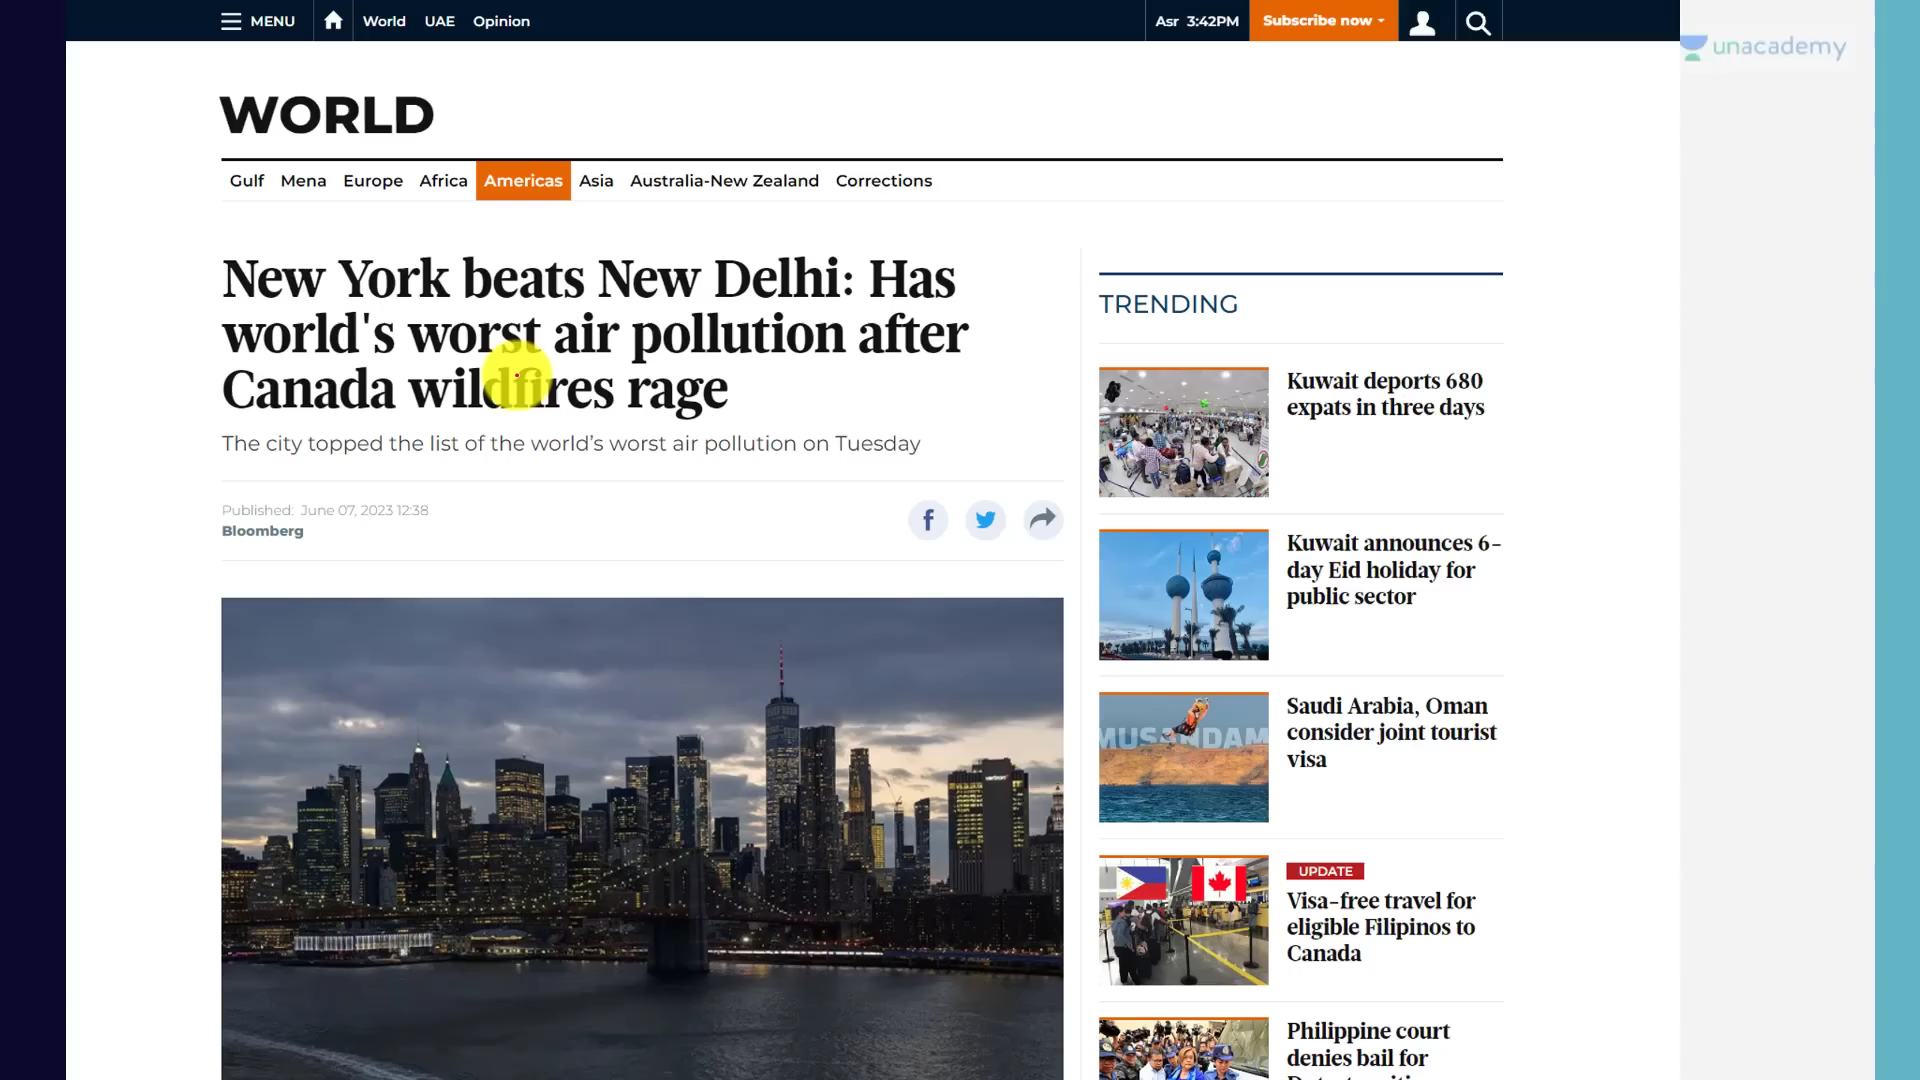 MENU
World
UAE
Opinion
Asr 3:42PM
Subscribe now
unacademy
WORLD
Gulf
Mena
Europe
Africa
Americas
Asia
Australia-New Zealand
Corrections
New York beats New Delhi: Has
world's worst air pollution after
Canada wildfires rage
The city topped the list of the world’s worst air pollution on Tuesday
Published: June 07, 2023 12:38
Bloomberg
TRENDING
Kuwait deports 680
expats in three days
Kuwait announces 6-
day Eid holiday for
public sector
MUSANDAM
Saudi Arabia, Oman
consider joint tourist
visa
UPDATE
Visa-free travel for
eligible Filipinos to
Canada
Philippine court
denies bail for